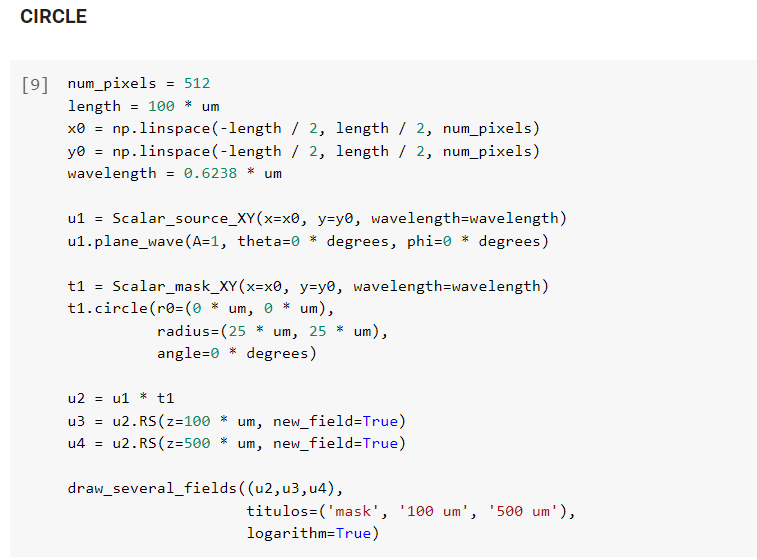 CIRCLE
[9] num_pixels = 512
length = 100 * um
x0 = np.linspace(-length / 2, length / 2, num_pixels)
y0 = np.linspace(-length / 2, length / 2, num_pixels)
wavelength = 0.6238 * um
u1 = Scalar_source_XY(x=x0, y=y0, wavelength=wavelength)
u1.plane_wave(A=1, theta=0 * degrees, phi=0 * degrees)
t1 = Scalar_mask_XY(x=x0, y=y0, wavelength=wavelength)
t1.circle(r0=(0 * um, 0 * um),
radius=(25 * um, 25 * um),
angle=0 * degrees)
u2 = u1 * t1
u3 = u2.RS(z=100 * um, new_field=True)
u4 = u2.RS(z=500 * um, new_field=True)
draw_several_fields((u2,u3,u4),
titulos=('mask', '100 um', '500 um'),
logarithm=True)